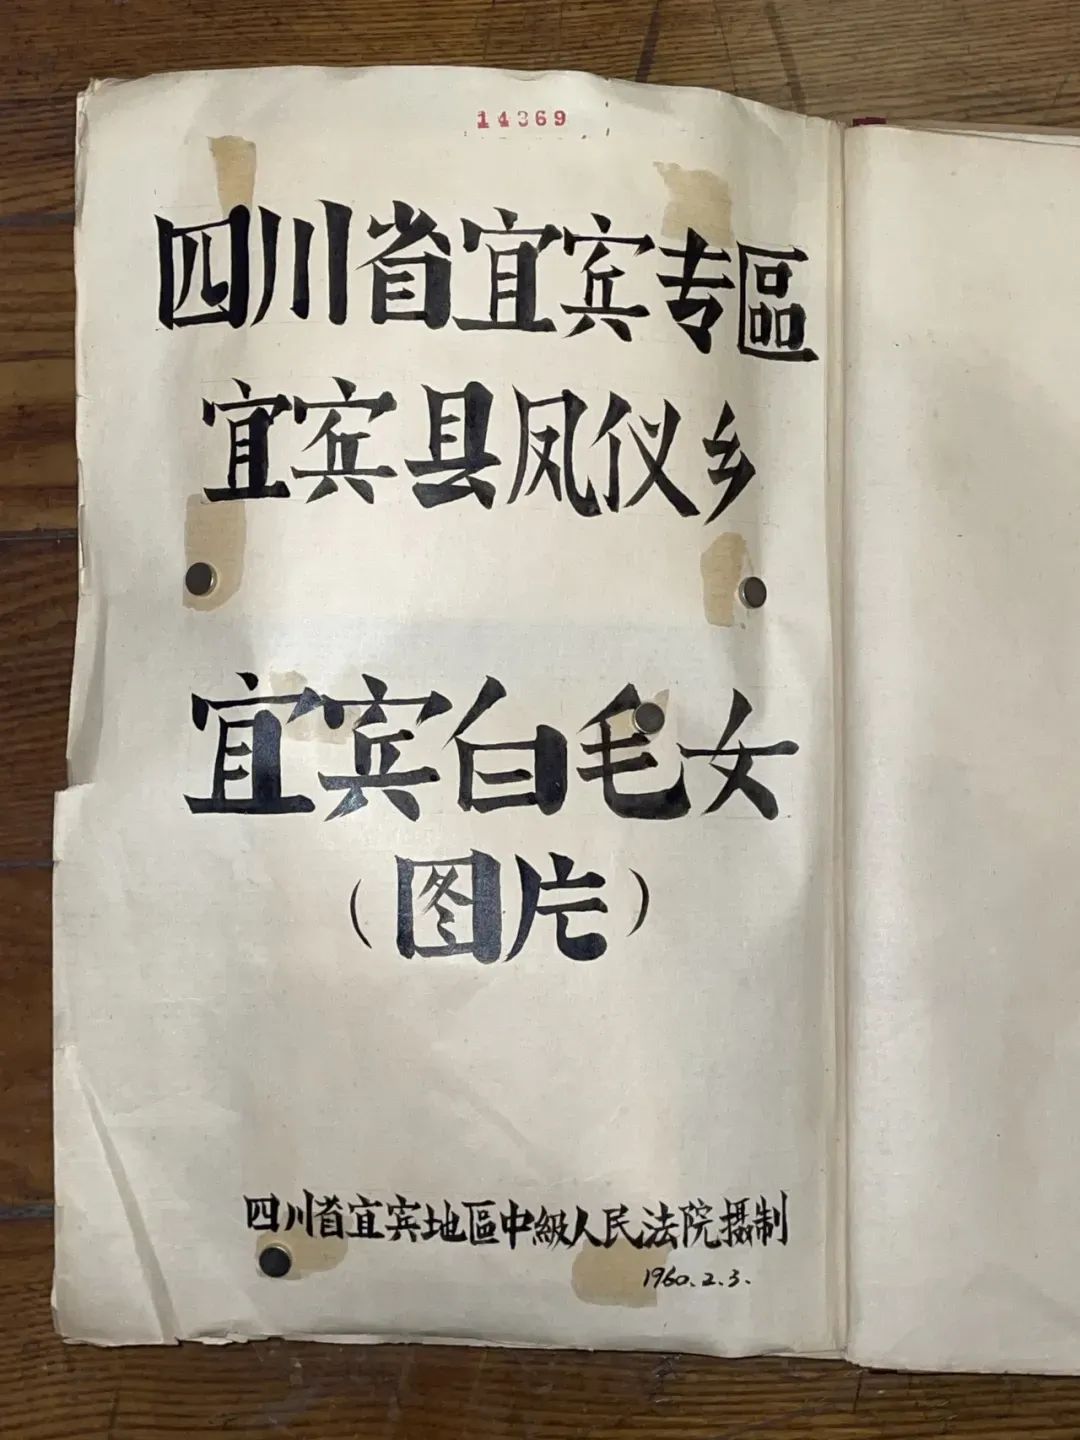 14369
四川省宜宾专區
宜宾县凤仪乡
宜宾白毛女
（图片）
四川省宜宾地區中級人民法院摄制
1960.2.3.